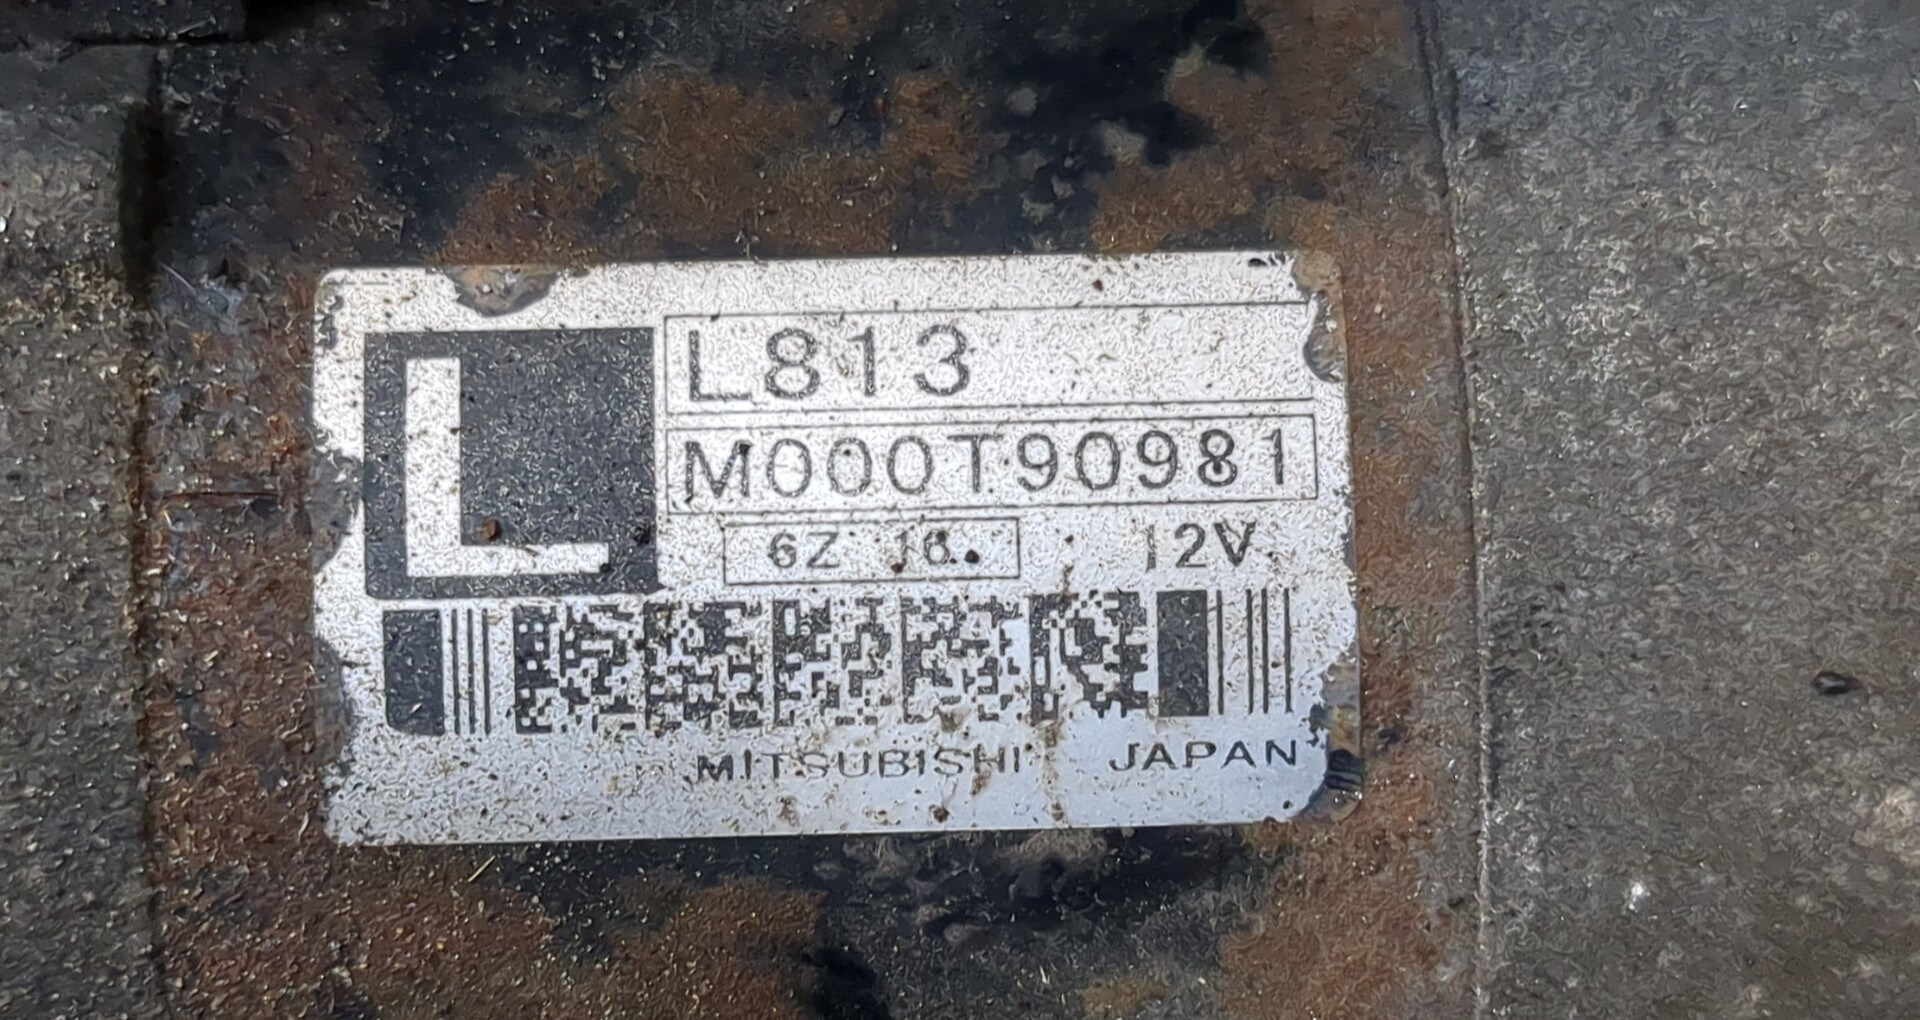 L
L813
M000T90981
6Z 16
12V
MITSUBISHI JAPAN